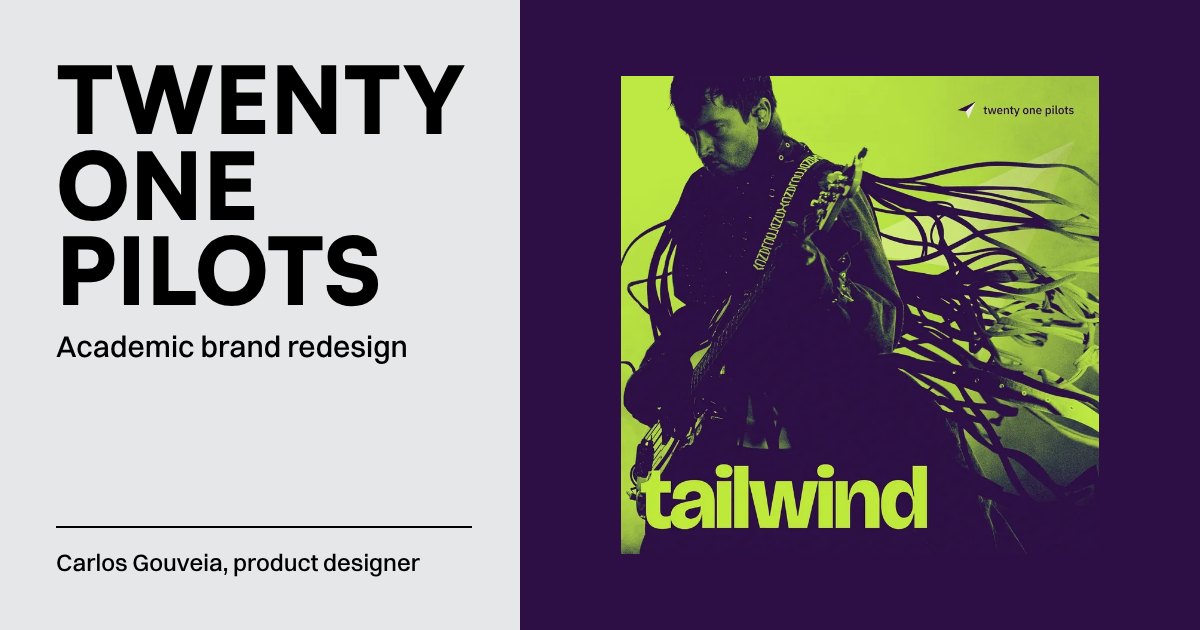 TWENTY
ONE
PILOTS
Academic brand redesign
Carlos Gouveia, product designer
twenty one pilots
tailwind